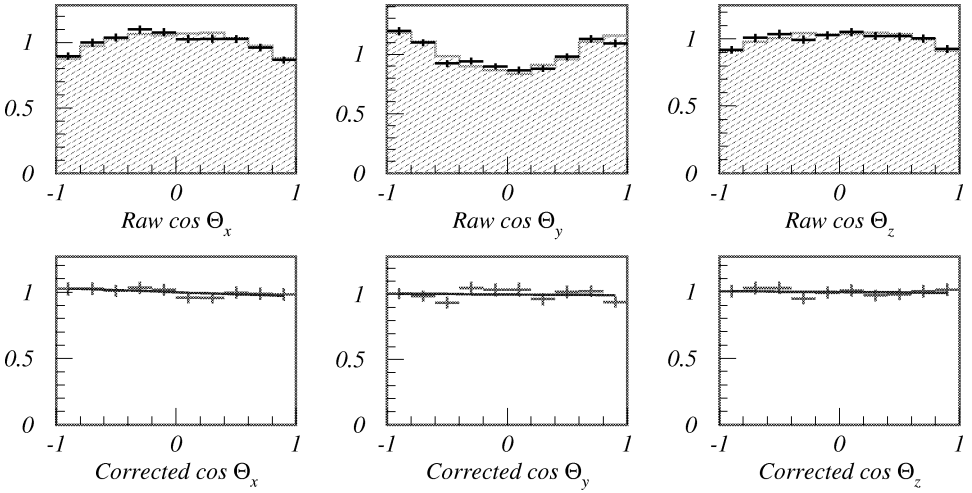 1
0.5
0
-1 0 1
Raw cos Θx
1
0.5
0
-1 0 1
Raw cos Θy
1
0.5
0
-1 0 1
Raw cos Θz
1
0.5
0
-1 0 1
Corrected cos Θx
1
0.5
0
-1 0 1
Corrected cos Θy
1
0.5
0
-1 0 1
Corrected cos Θz